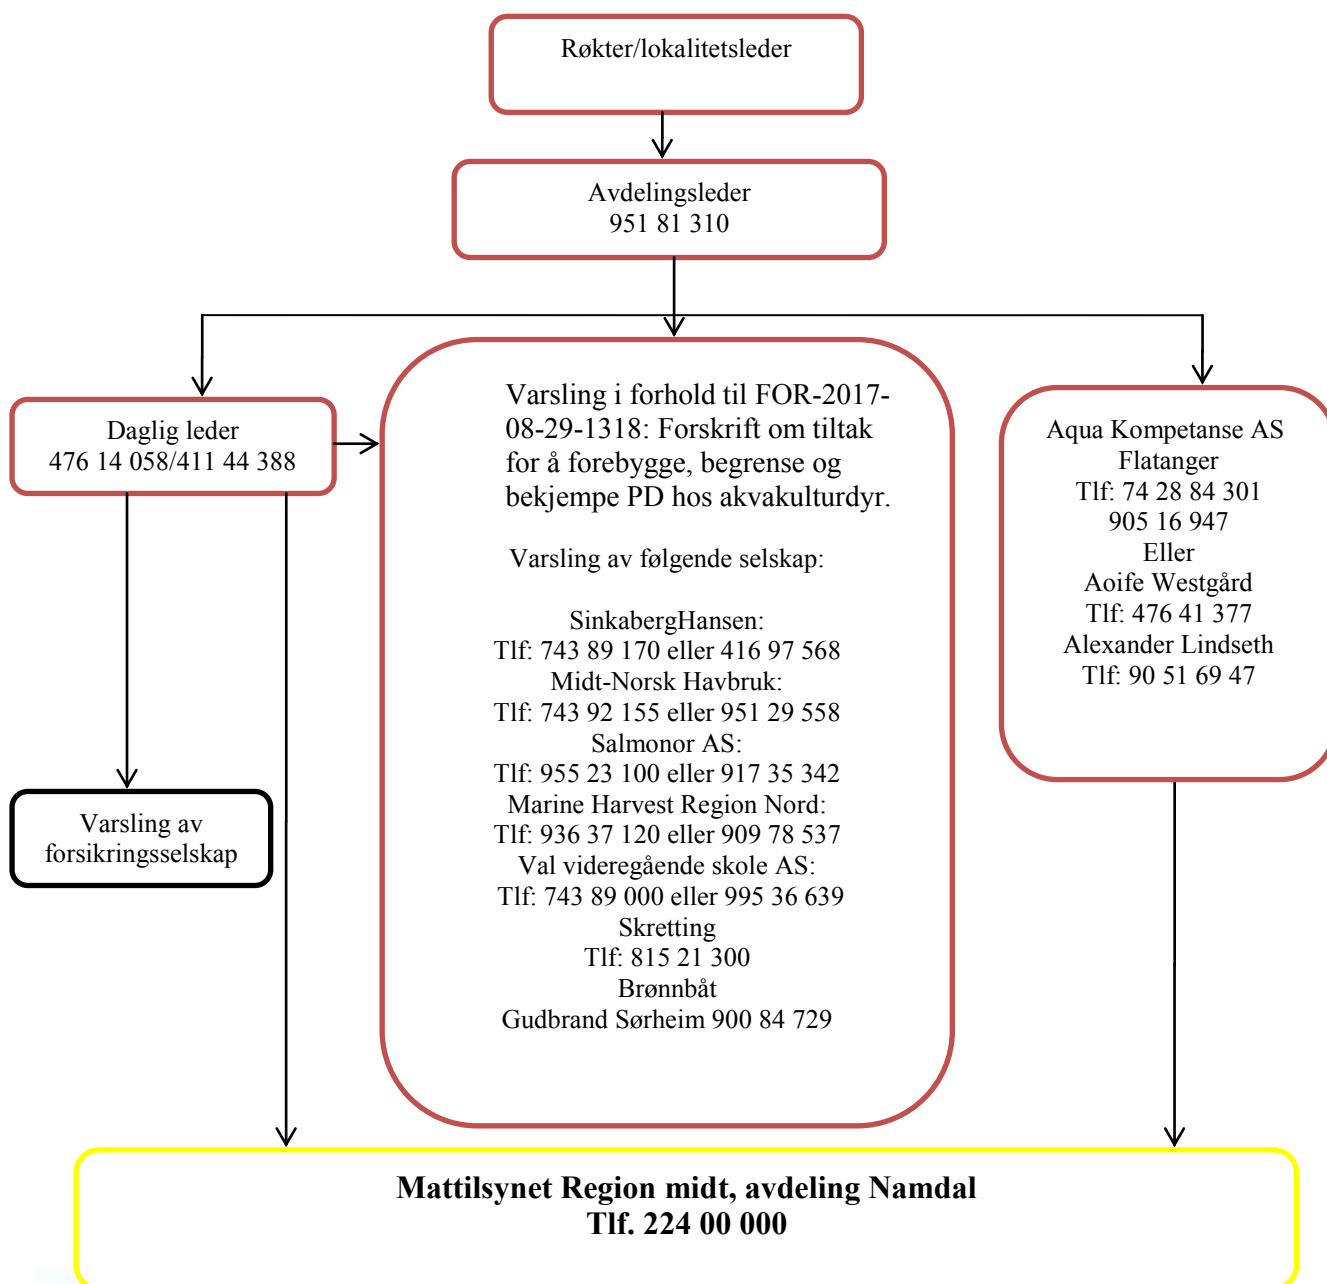 Røkter/lokalitetsleder
Avdelingsleder
951 81 310
Daglig leder
476 14 058/411 44 388
Varsling av
forsikringsselskap
Varsling i forhold til FOR-2017-
08-29-1318: Forskrift om tiltak
for å forebygge, begrense og
bekjempe PD hos akvakulturdyr.
Varsling av følgende selskap:
SinkabergHansen:
Tlf: 743 89 170 eller 416 97 568
Midt-Norsk Havbruk:
Tlf: 743 92 155 eller 951 29 558
Salmonor AS:
Tlf: 955 23 100 eller 917 35 342
Marine Harvest Region Nord:
Tlf: 936 37 120 eller 909 78 537
Val videregående skole AS:
Tlf: 743 89 000 eller 995 36 639
Skretting
Tlf: 815 21 300
Brønnbåt
Gudbrand Sørheim 900 84 729
Aqua Kompetanse AS
Flatanger
Tlf: 74 28 84 301
905 16 947
Eller
Aoife Westgård
Tlf: 476 41 377
Alexander Lindseth
Tlf: 90 51 69 47
Mattilsynet Region midt, avdeling Namdal
Tlf. 224 00 000